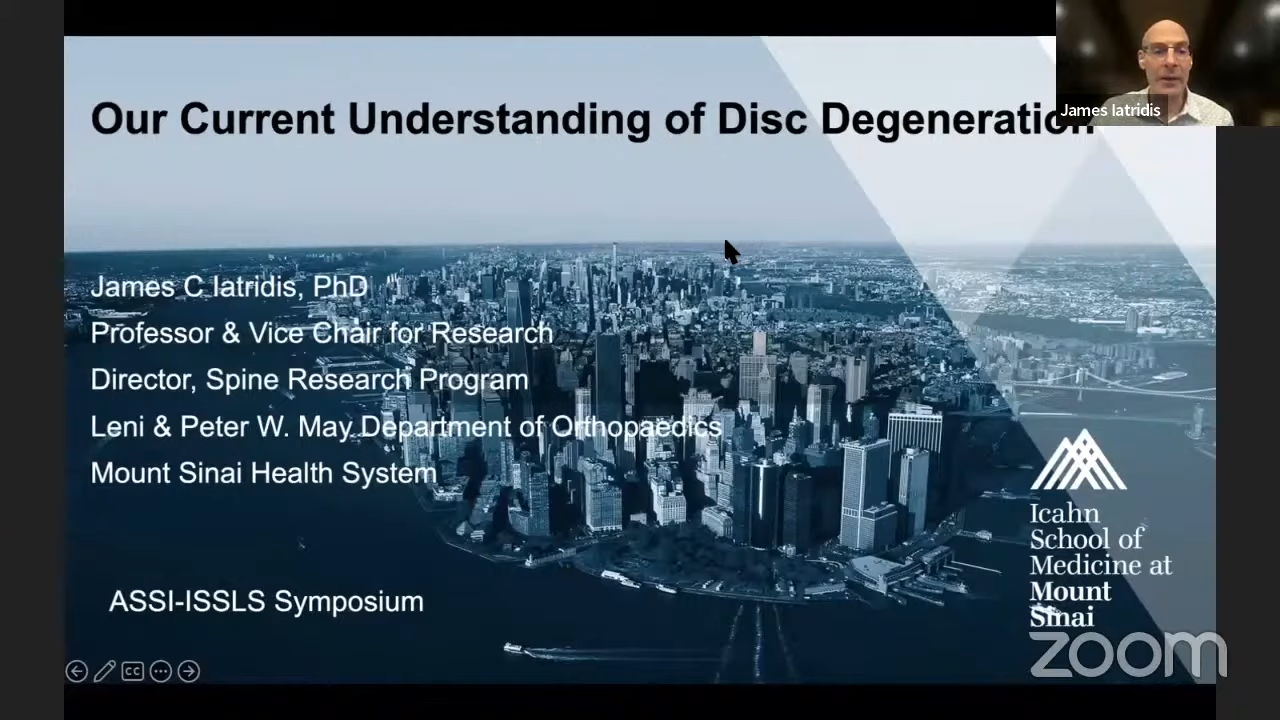 Our Current Understanding of Disc Degeneration
James Iatridis
James C Iatridis, PhD
Professor & Vice Chair for Research
Director, Spine Research Program
Leni & Peter W. May Department of Orthopaedics
Mount Sinai Health System
ASSI-ISSLS Symposium
Icahn
School of
Medicine at
Mount
Sinai
zoom
CC